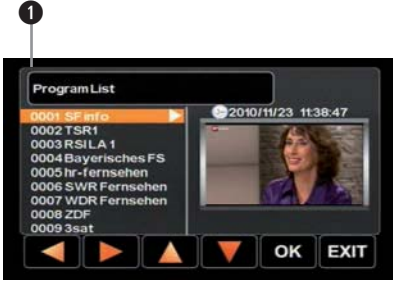 1
Program List
0001 SF info
2010/11/23 11:38:47
0002 TSR1
0003 RSI LA 1
0004 Bayerisches FS
0005 hr-fernsehen
0006 SWR Fernsehen
0007 WDR Fernsehen
0008 ZDF
0009 3sat
OK
EXIT